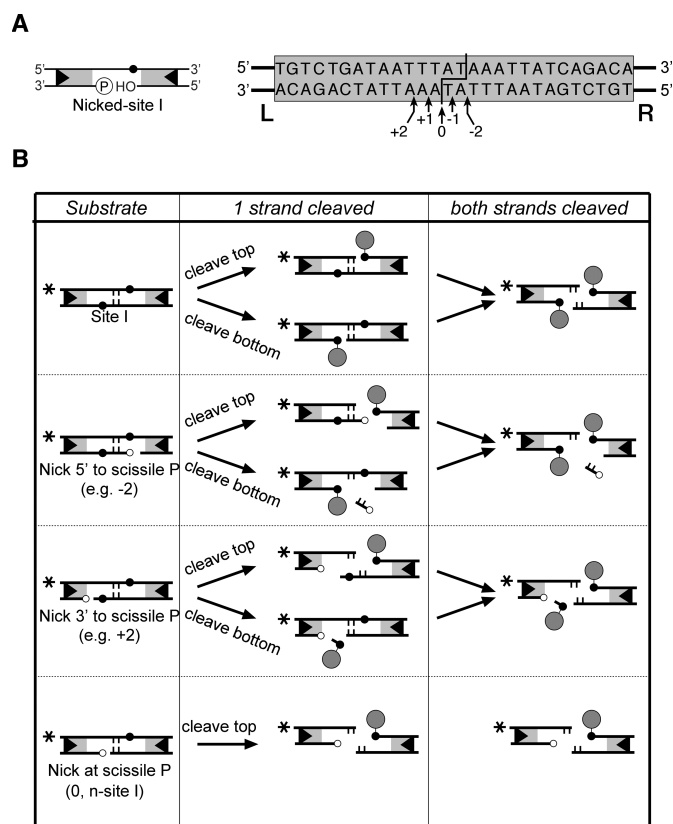 A
5' 3'
3' P HO 5'
Nicked-site I
5' TGTCTGATAATTTATAAATTATCAGACA 3'
3' ACAGACTATTAAATATTTAATAGTCTGT 5'
L R
+2 +1 0 -1 -2
B
Substrate 1 strand cleaved both strands cleaved
cleave top
* Site I
cleave bottom
* * *
cleave top
* Nick 5' to scissile P
(e.g. -2)
cleave bottom
* * *
cleave top
* Nick 3' to scissile P
(e.g. +2)
cleave bottom
* * *
cleave top
* * *
Nick at scissile P
(0, n-site I)